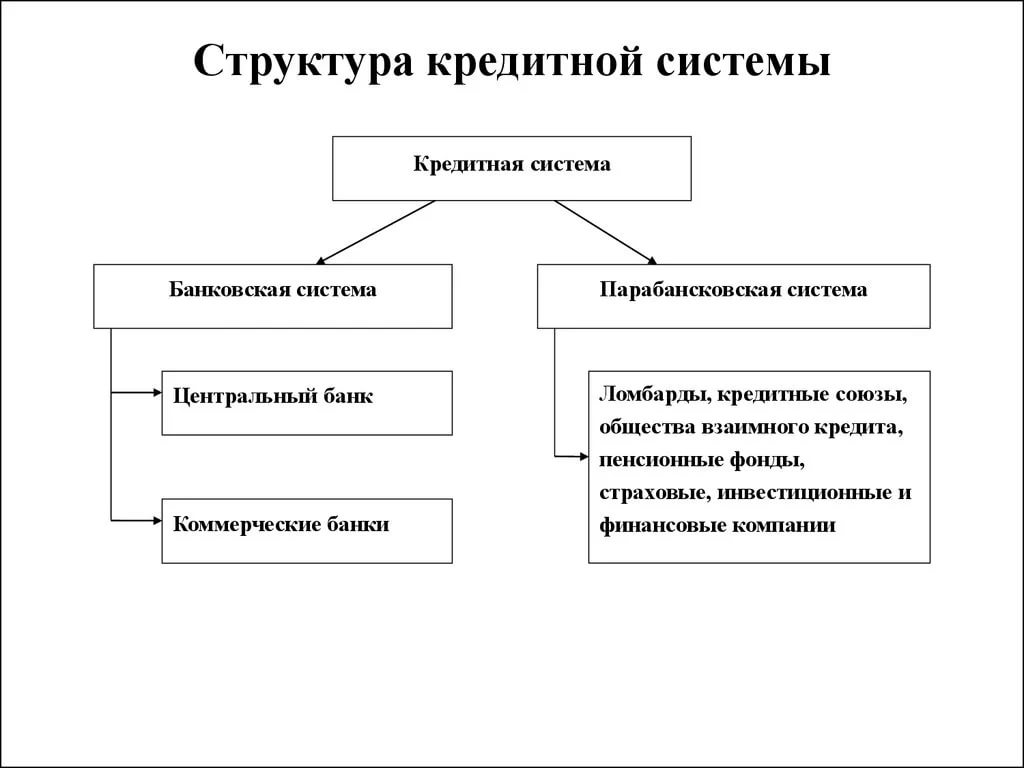 Структура кредитной системы
Кредитная система
Банковская система
Парабансковская система
Центральный банк
Коммерческие банки
Ломбарды, кредитные союзы,
общества взаимного кредита,
пенсионные фонды,
страховые, инвестиционные и
финансовые компании